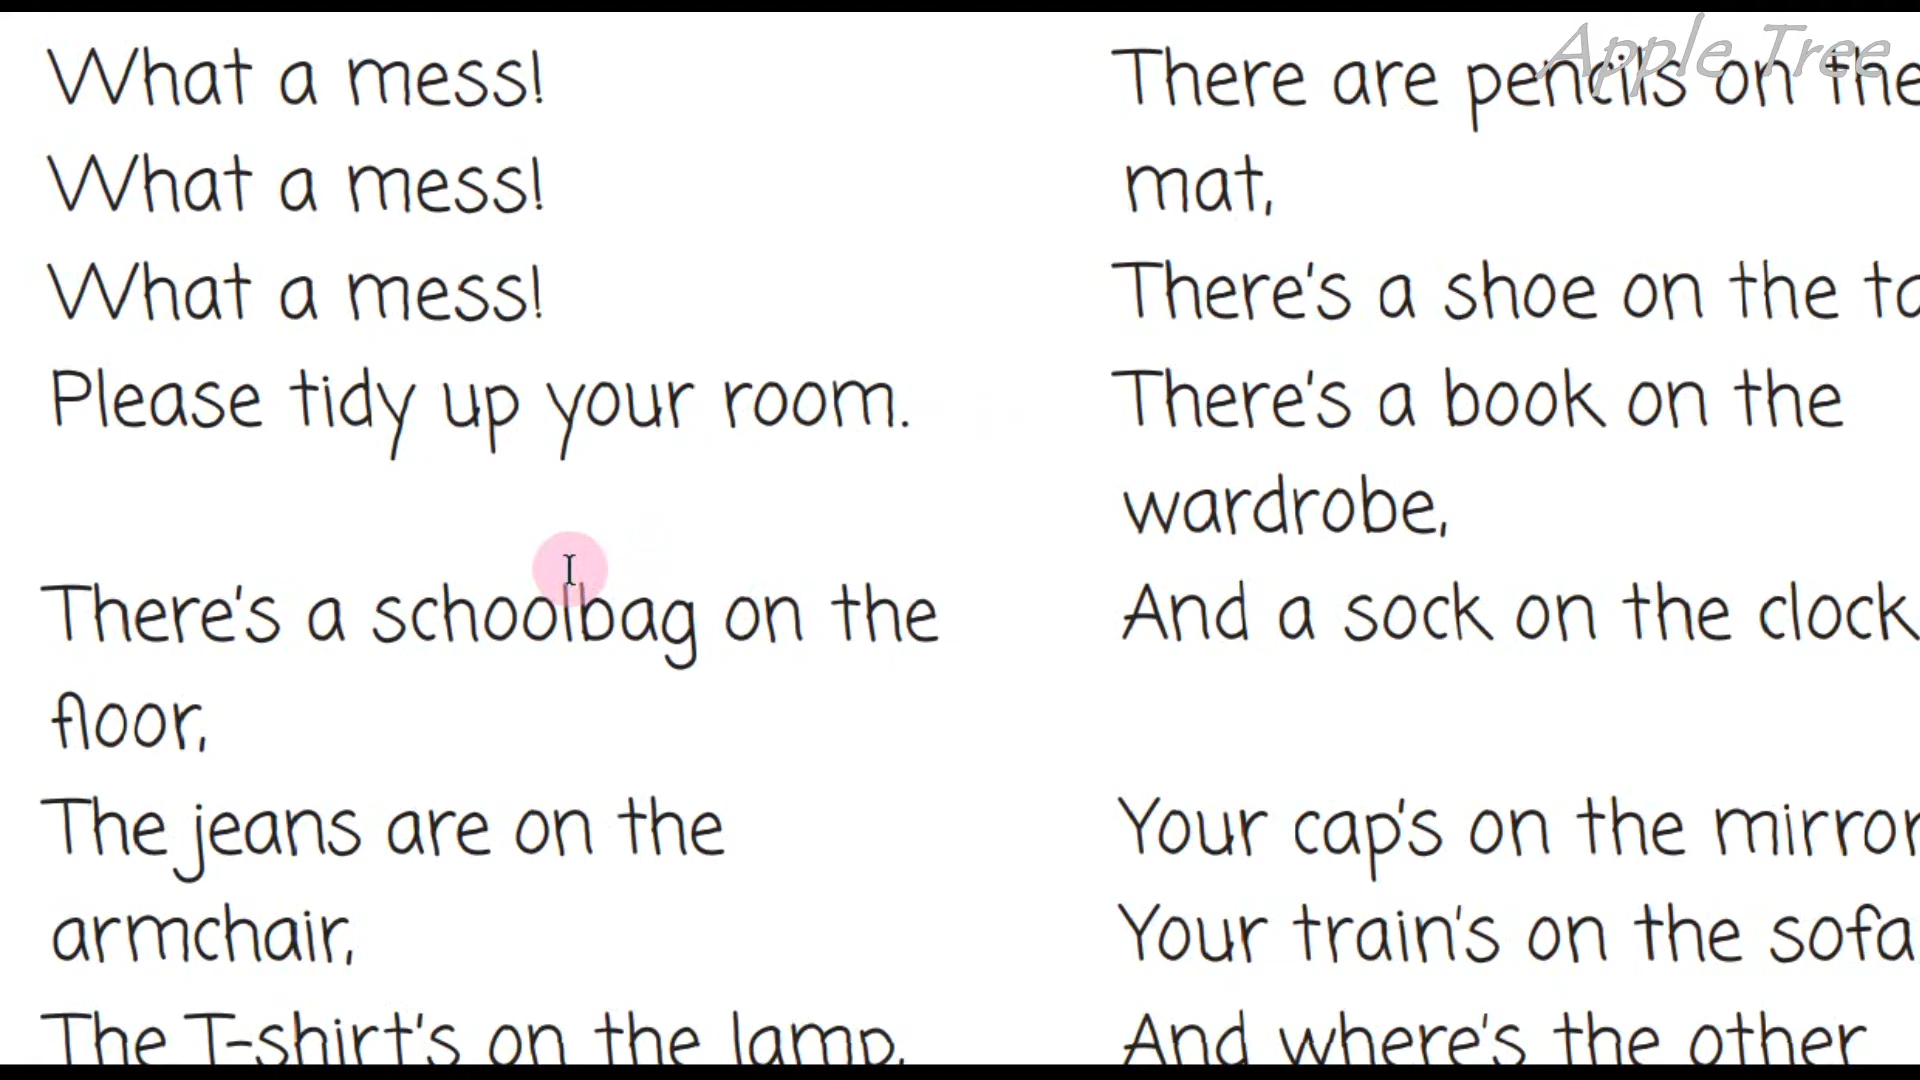 What a mess!
What a mess!
What a mess!
Please tidy up your room.
There's a schoolbag on the
floor,
The jeans are on the
armchair,
The T-shirt's on the lamp,
Apple Tree
There are pencils on the
mat,
There's a shoe on the
There's a book on the
wardrobe,
And a sock on the clock
Your cap's on the mirror
Your train's on the sofa
And where's the other